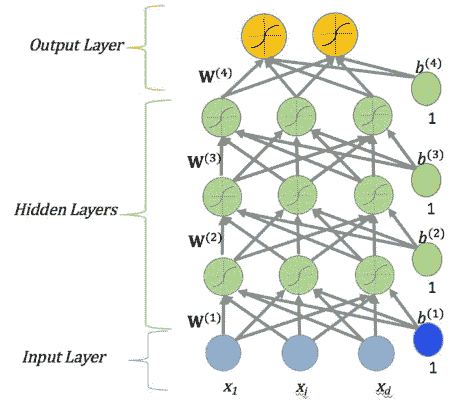 Output Layer
W(4)
b(4)
1
W(3)
b(3)
1
Hidden Layers
W(2)
b(2)
1
W(1)
b(1)
Input Layer
1
x1 xi xd